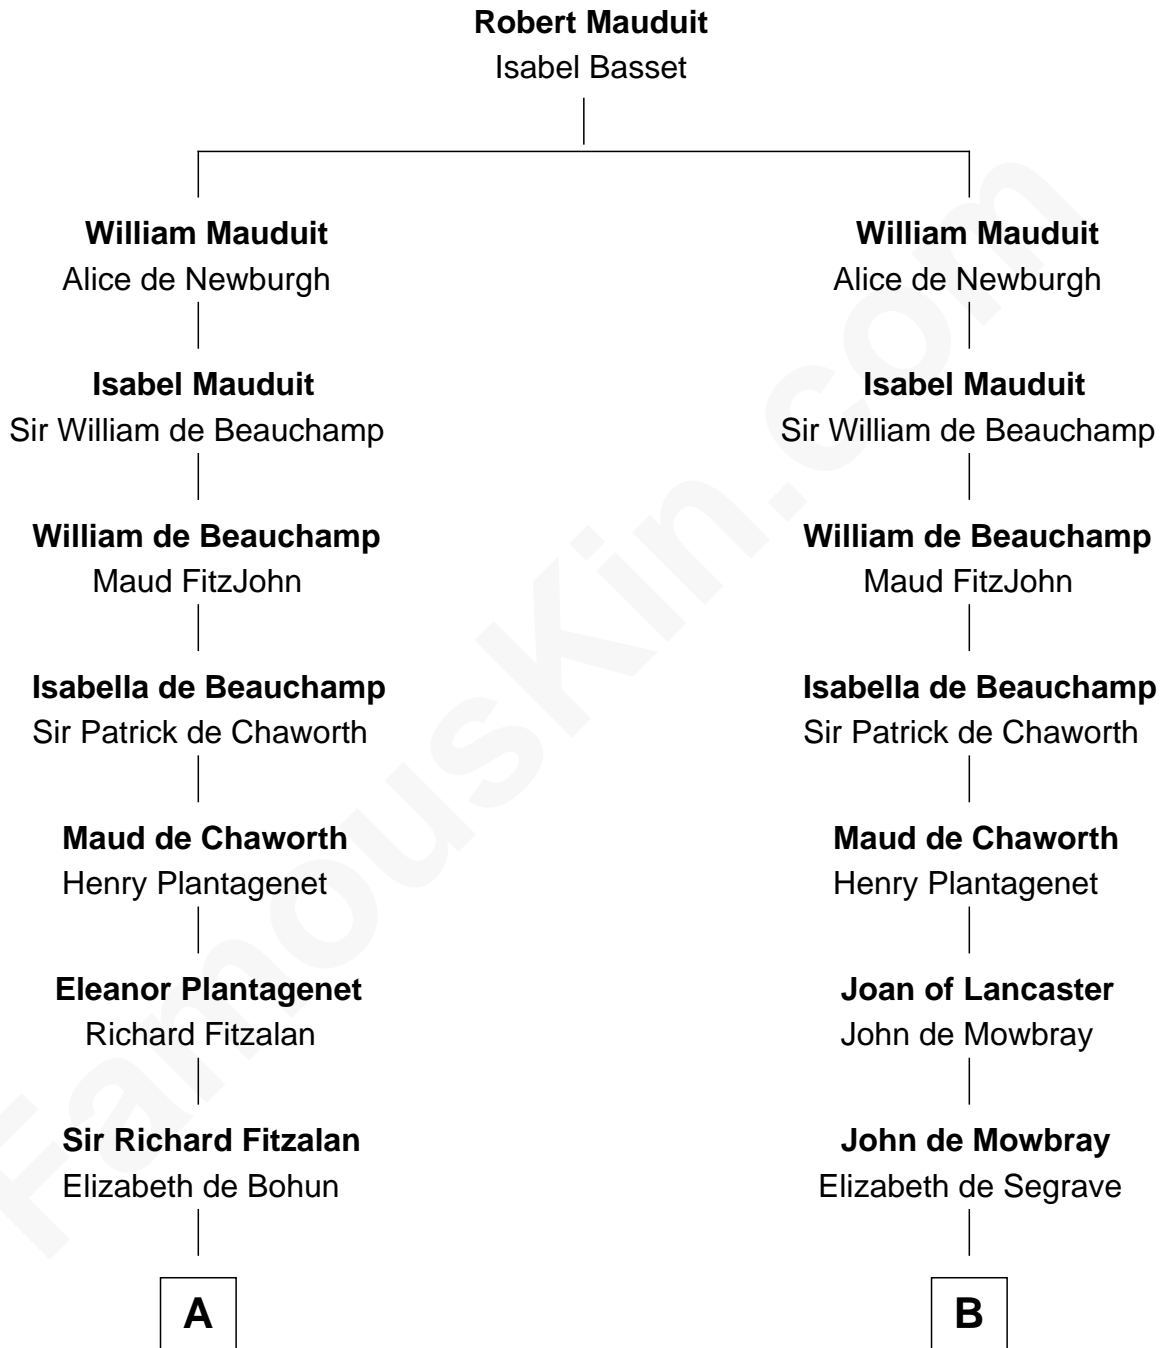 Robert Mauduit
Isabel Basset
William Mauduit
Alice de Newburgh
Isabel Mauduit
Sir William de Beauchamp
William de Beauchamp
Maud FitzJohn
Isabella de Beauchamp
Sir Patrick de Chaworth
Maud de Chaworth
Henry Plantagenet
Eleanor Plantagenet
Richard Fitzalan
Sir Richard Fitzalan
Elizabeth de Bohun
A
William Mauduit
Alice de Newburgh
Isabel Mauduit
Sir William de Beauchamp
William de Beauchamp
Maud FitzJohn
Isabella de Beauchamp
Sir Patrick de Chaworth
Maud de Chaworth
Henry Plantagenet
Joan of Lancaster
John de Mowbray
John de Mowbray
Elizabeth de Segrave
B
FamousKin.com